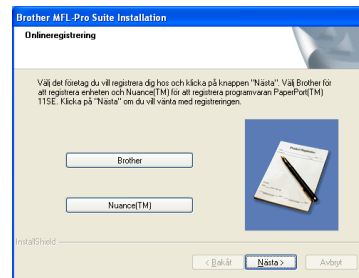 Brother MFL-Pro Suite Installation
Onlineregistrering
Välj det företag du vill registrera dig hos och klicka på knappen "Nästa". Välj Brother för
att registrera enheten och Nuance(TM) för att registrera programvaran PaperPort(TM)
11SE. Klicka på "Nästa" om du vill vänta med registreringen.
Product Registration
Brother
Nuance(TM)
InstallShield
< Bakåt Nästa > Avbryt